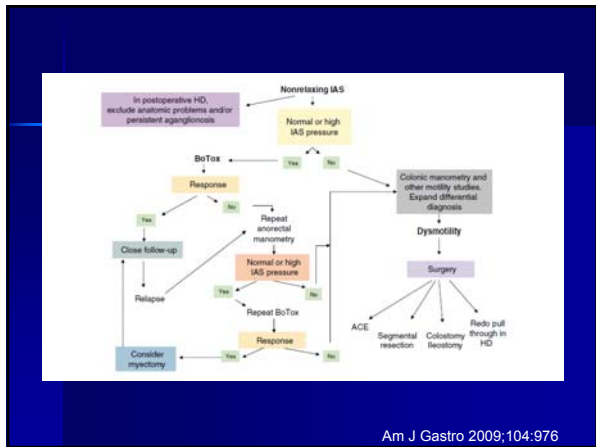 Nonrelaxing IAS
In postoperative HD,
exclude anatomic problems and/or
persistent aganglionosis
Normal or high
IAS pressure
Yes
No
BoTox
Response
Yes
No
Colonic manometry and
other motility studies.
Expand differential
diagnosis
Repeat
anorectal
manometry
Close follow-up
Dysmotility
Normal or high
IAS pressure
Surgery
Relapse
Yes
No
Repeat BoTox
ACE
Segmental
resection
Colostomy
Ileostomy
Redo pull
through in
HD
Response
Consider
myectomy
Yes
No
Am J Gastro 2009;104:976